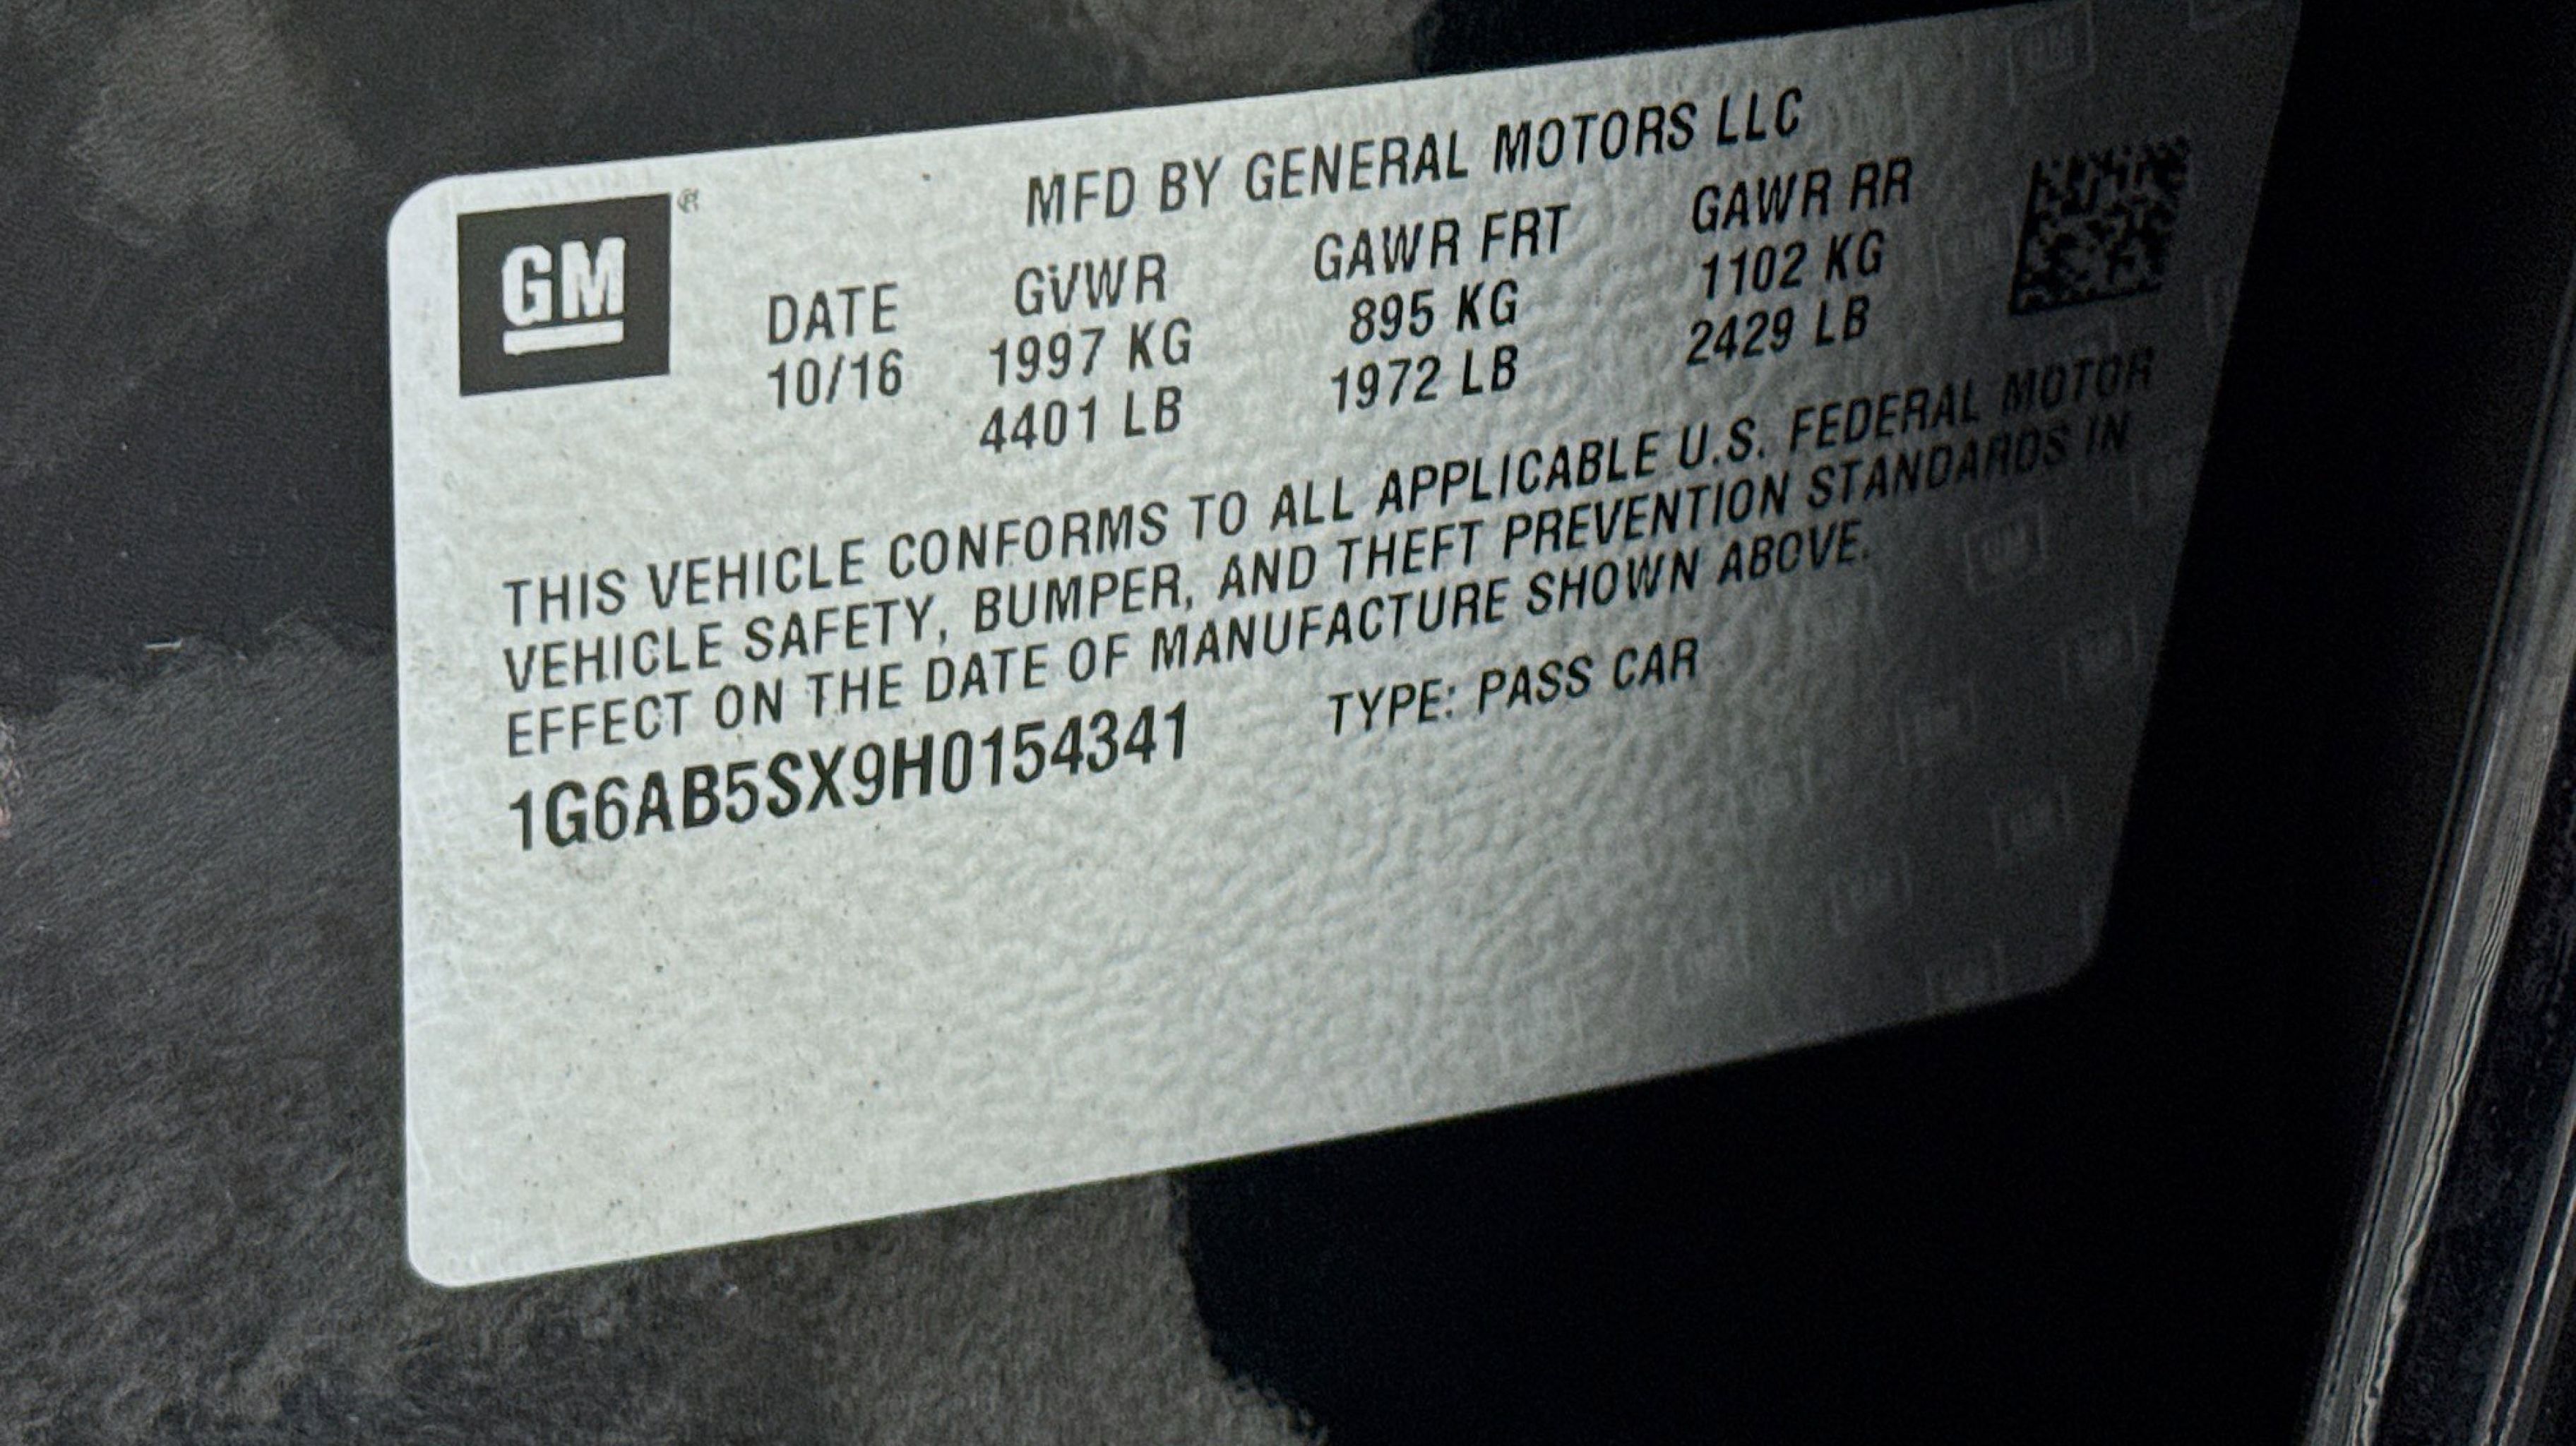 GM
MFD BY GENERAL MOTORS LLC
DATE GVWR GAWR FRT GAWR RR
10/16 1997 KG 895 KG 1102 KG
4401 LB 1972 LB 2429 LB
THIS VEHICLE CONFORMS TO ALL APPLICABLE U.S. FEDERAL MOTOR
VEHICLE SAFETY, BUMPER, AND THEFT PREVENTION STANDARDS IN
EFFECT ON THE DATE OF MANUFACTURE SHOWN ABOVE.
1G6AB5SX9H0154341 TYPE: PASS CAR